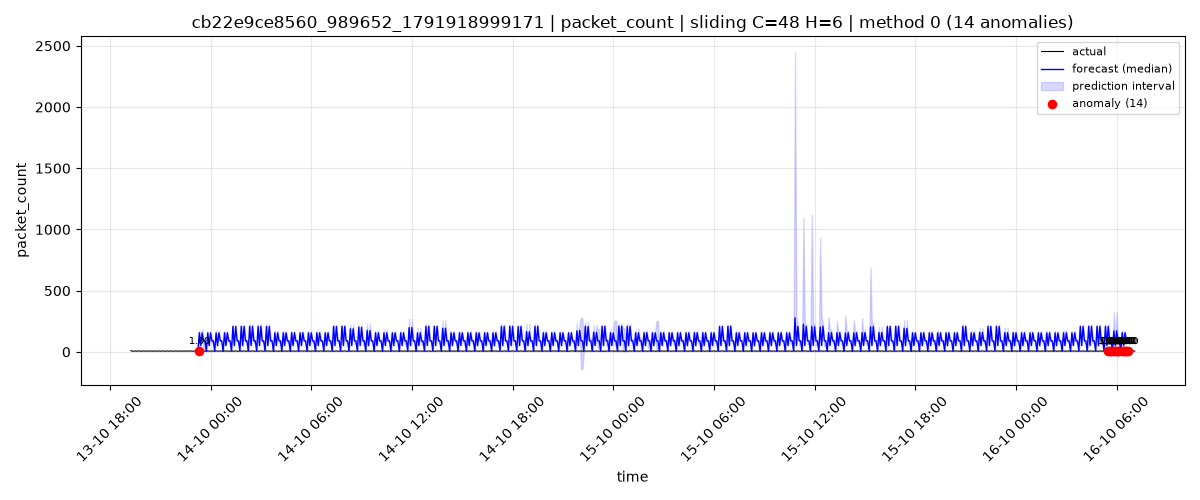 cb22e9ce8560_989652_1791918999171 | packet_count | sliding C=48 H=6 | method 0 (14 anomalies)
actual
forecast (median)
prediction interval
anomaly (14)
packet_count
2500
2000
1500
1000
500
0
13-10 18:00
14-10 00:00
14-10 06:00
14-10 12:00
14-10 18:00
15-10 00:00
15-10 06:00
15-10 12:00
15-10 18:00
16-10 00:00
16-10 06:00
time